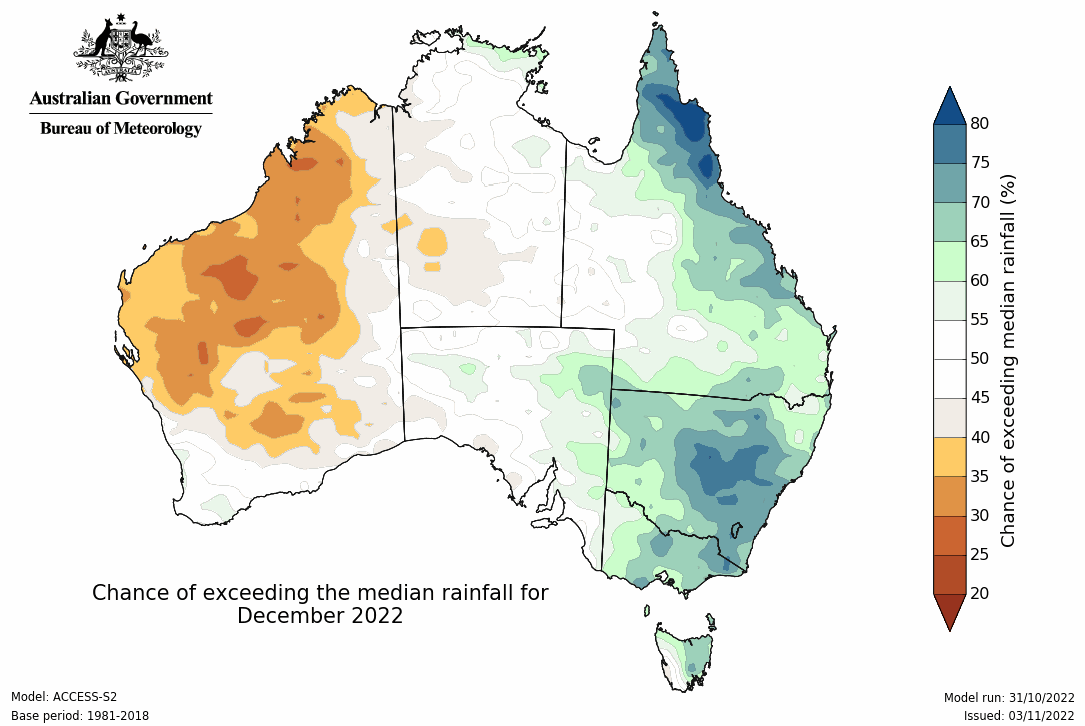 Australian Government
Bureau of Meteorology
80
75
70
65
60
55
50
45
40
35
30
25
20
Chance of exceeding median rainfall (%)
Chance of exceeding the median rainfall for
December 2022
Model: ACCESS-S2
Base period: 1981-2018
Model run: 31/10/2022
Issued: 03/11/2022